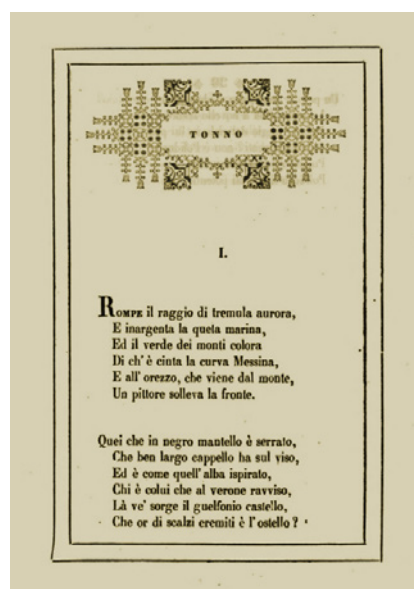 TONNO
I.
ROMPE il raggio di tremula aurora,
E inargenta la queta marina,
Ed il verde dei monti colora
Di ch' è cinta la curva Messina,
E all' orezzo, che viene dal monte,
Un pittore solleva la fronte.
Quei che in negro mantello è serrato,
Che ben largo cappello ha sul viso,
Ed è come quell' alba ispirato,
Chi è colui che al verone ravviso,
Là ve' sorge il guelfonio castello,
Che or di scalzi eremiti è l' ostello?